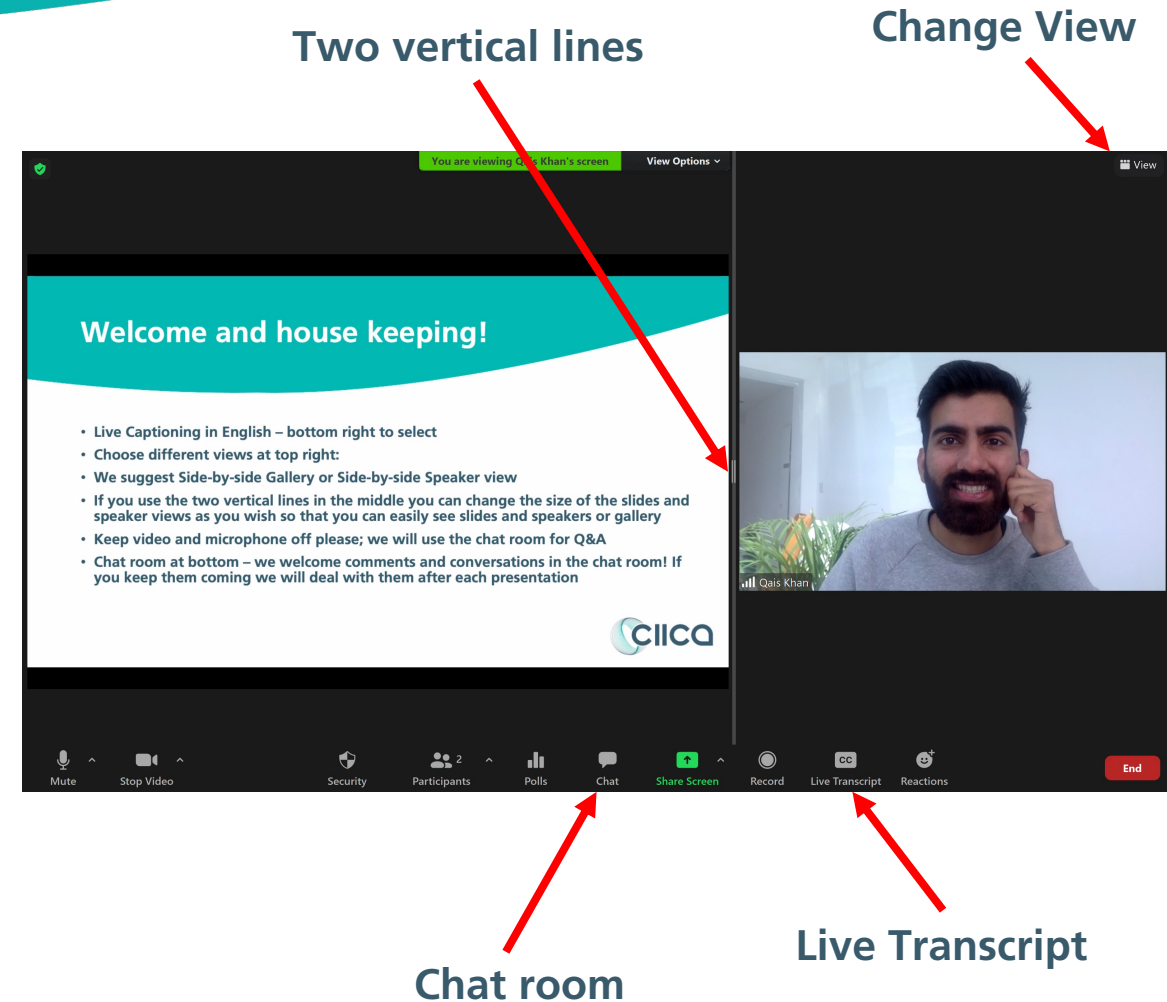 Two vertical lines
Change View
You are viewing Qais Khan's screen
View Options
View
Welcome and house keeping!
• Live Captioning in English – bottom right to select
• Choose different views at top right:
• We suggest Side-by-side Gallery or Side-by-side Speaker view
• If you use the two vertical lines in the middle you can change the size of the slides and
speaker views as you wish so that you can easily see slides and speakers or gallery
• Keep video and microphone off please; we will use the chat room for Q&A
• Chat room at bottom – we welcome comments and conversations in the chat room! If
you keep them coming we will deal with them after each presentation
CIICA
Qais Khan
2
CC
Mute
Stop Video
Security
Participants
Polls
Chat
Share Screen
Record
Live Transcript
Reactions
End
Live Transcript
Chat room